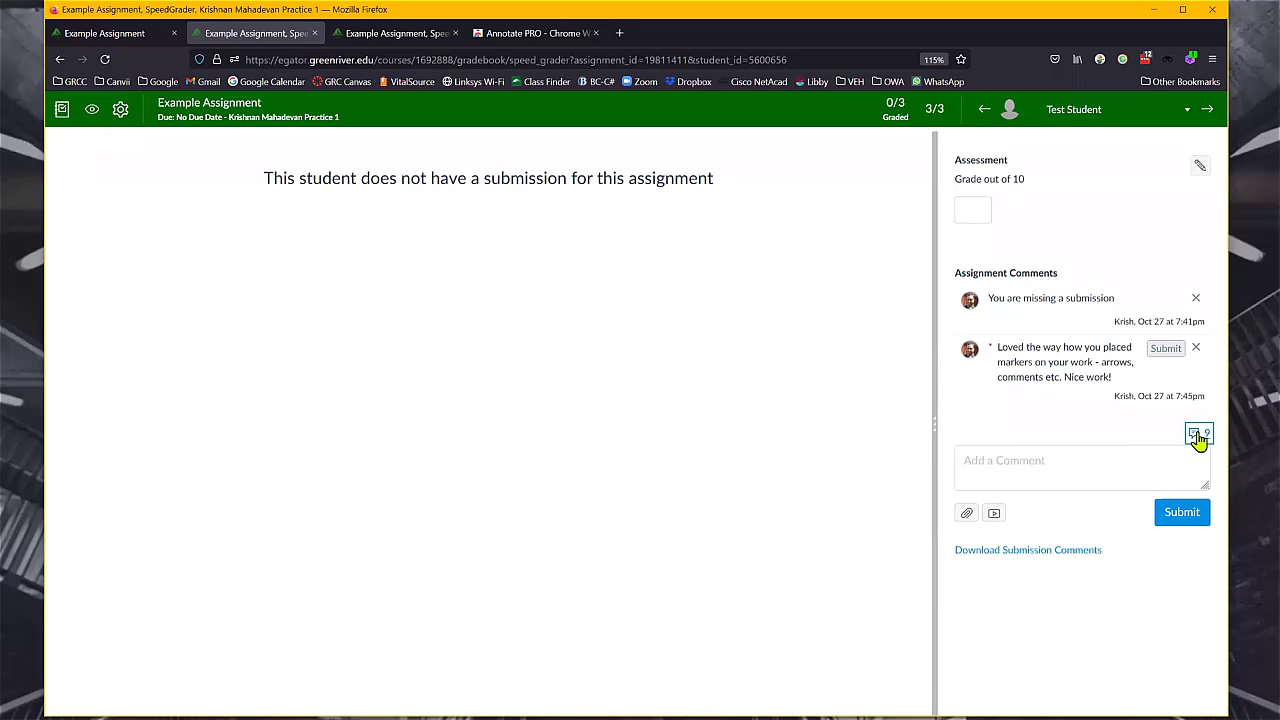 Example Assignment, SpeedGrader, Krishnan Mahadevan Practice 1 — Mozilla Firefox
Example Assignment
Example Assignment, Spee
Example Assignment, Spee
Annotate PRO - Chrome W
https://egator.greenriver.edu/courses/1692888/gradebook/speed_grader?assignment_id=19811411&student_id=5600656
115%
12
1
GRCC
Canvii
Google
Gmail
Google Calendar
GRC Canvas
VitalSource
Linksys Wi-Fi
Class Finder
BC-C#
Zoom
Dropbox
Cisco NetAcad
Libby
VEH
OWA
WhatsApp
Other Bookmarks
Example Assignment
Due: No Due Date - Krishnan Mahadevan Practice 1
0/3
Graded
3/3
Test Student
This student does not have a submission for this assignment
Assessment
Grade out of 10
Assignment Comments
You are missing a submission
Krish, Oct 27 at 7:41pm
* Loved the way how you placed
markers on your work - arrows,
comments etc. Nice work!
Submit
Krish, Oct 27 at 7:45pm
9
Add a Comment
Submit
Download Submission Comments